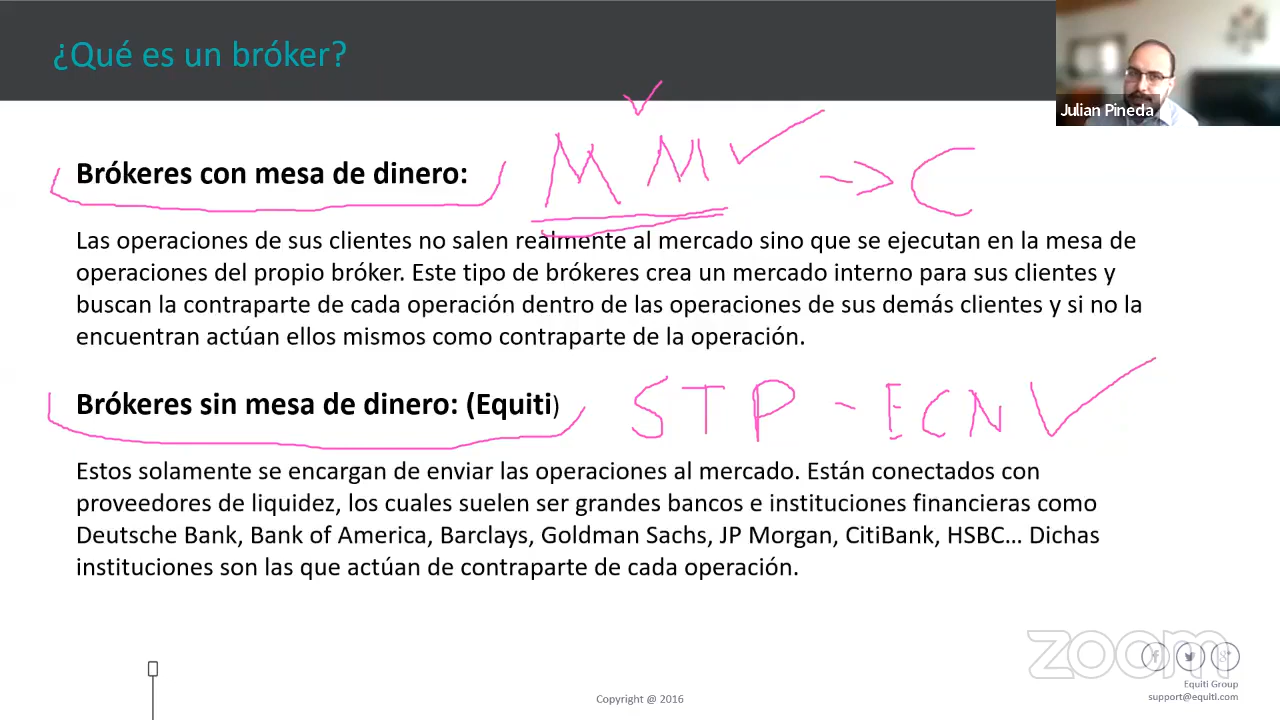 ¿Qué es un bróker?
Julian Pineda
Brókeres con mesa de dinero:
M M → C
Las operaciones de sus clientes no salen realmente al mercado sino que se ejecutan en la mesa de
operaciones del propio bróker. Este tipo de brókeres crea un mercado interno para sus clientes y
buscan la contraparte de cada operación dentro de las operaciones de sus demás clientes y si no la
encuentran actúan ellos mismos como contraparte de la operación.
Brókeres sin mesa de dinero: (Equiti)
STP - ECN
Estos solamente se encargan de enviar las operaciones al mercado. Están conectados con
proveedores de liquidez, los cuales suelen ser grandes bancos e instituciones financieras como
Deutsche Bank, Bank of America, Barclays, Goldman Sachs, JP Morgan, CitiBank, HSBC... Dichas
instituciones son las que actúan de contraparte de cada operación.
zoom
Equiti Group
support@equiti.com
Copyright @ 2016